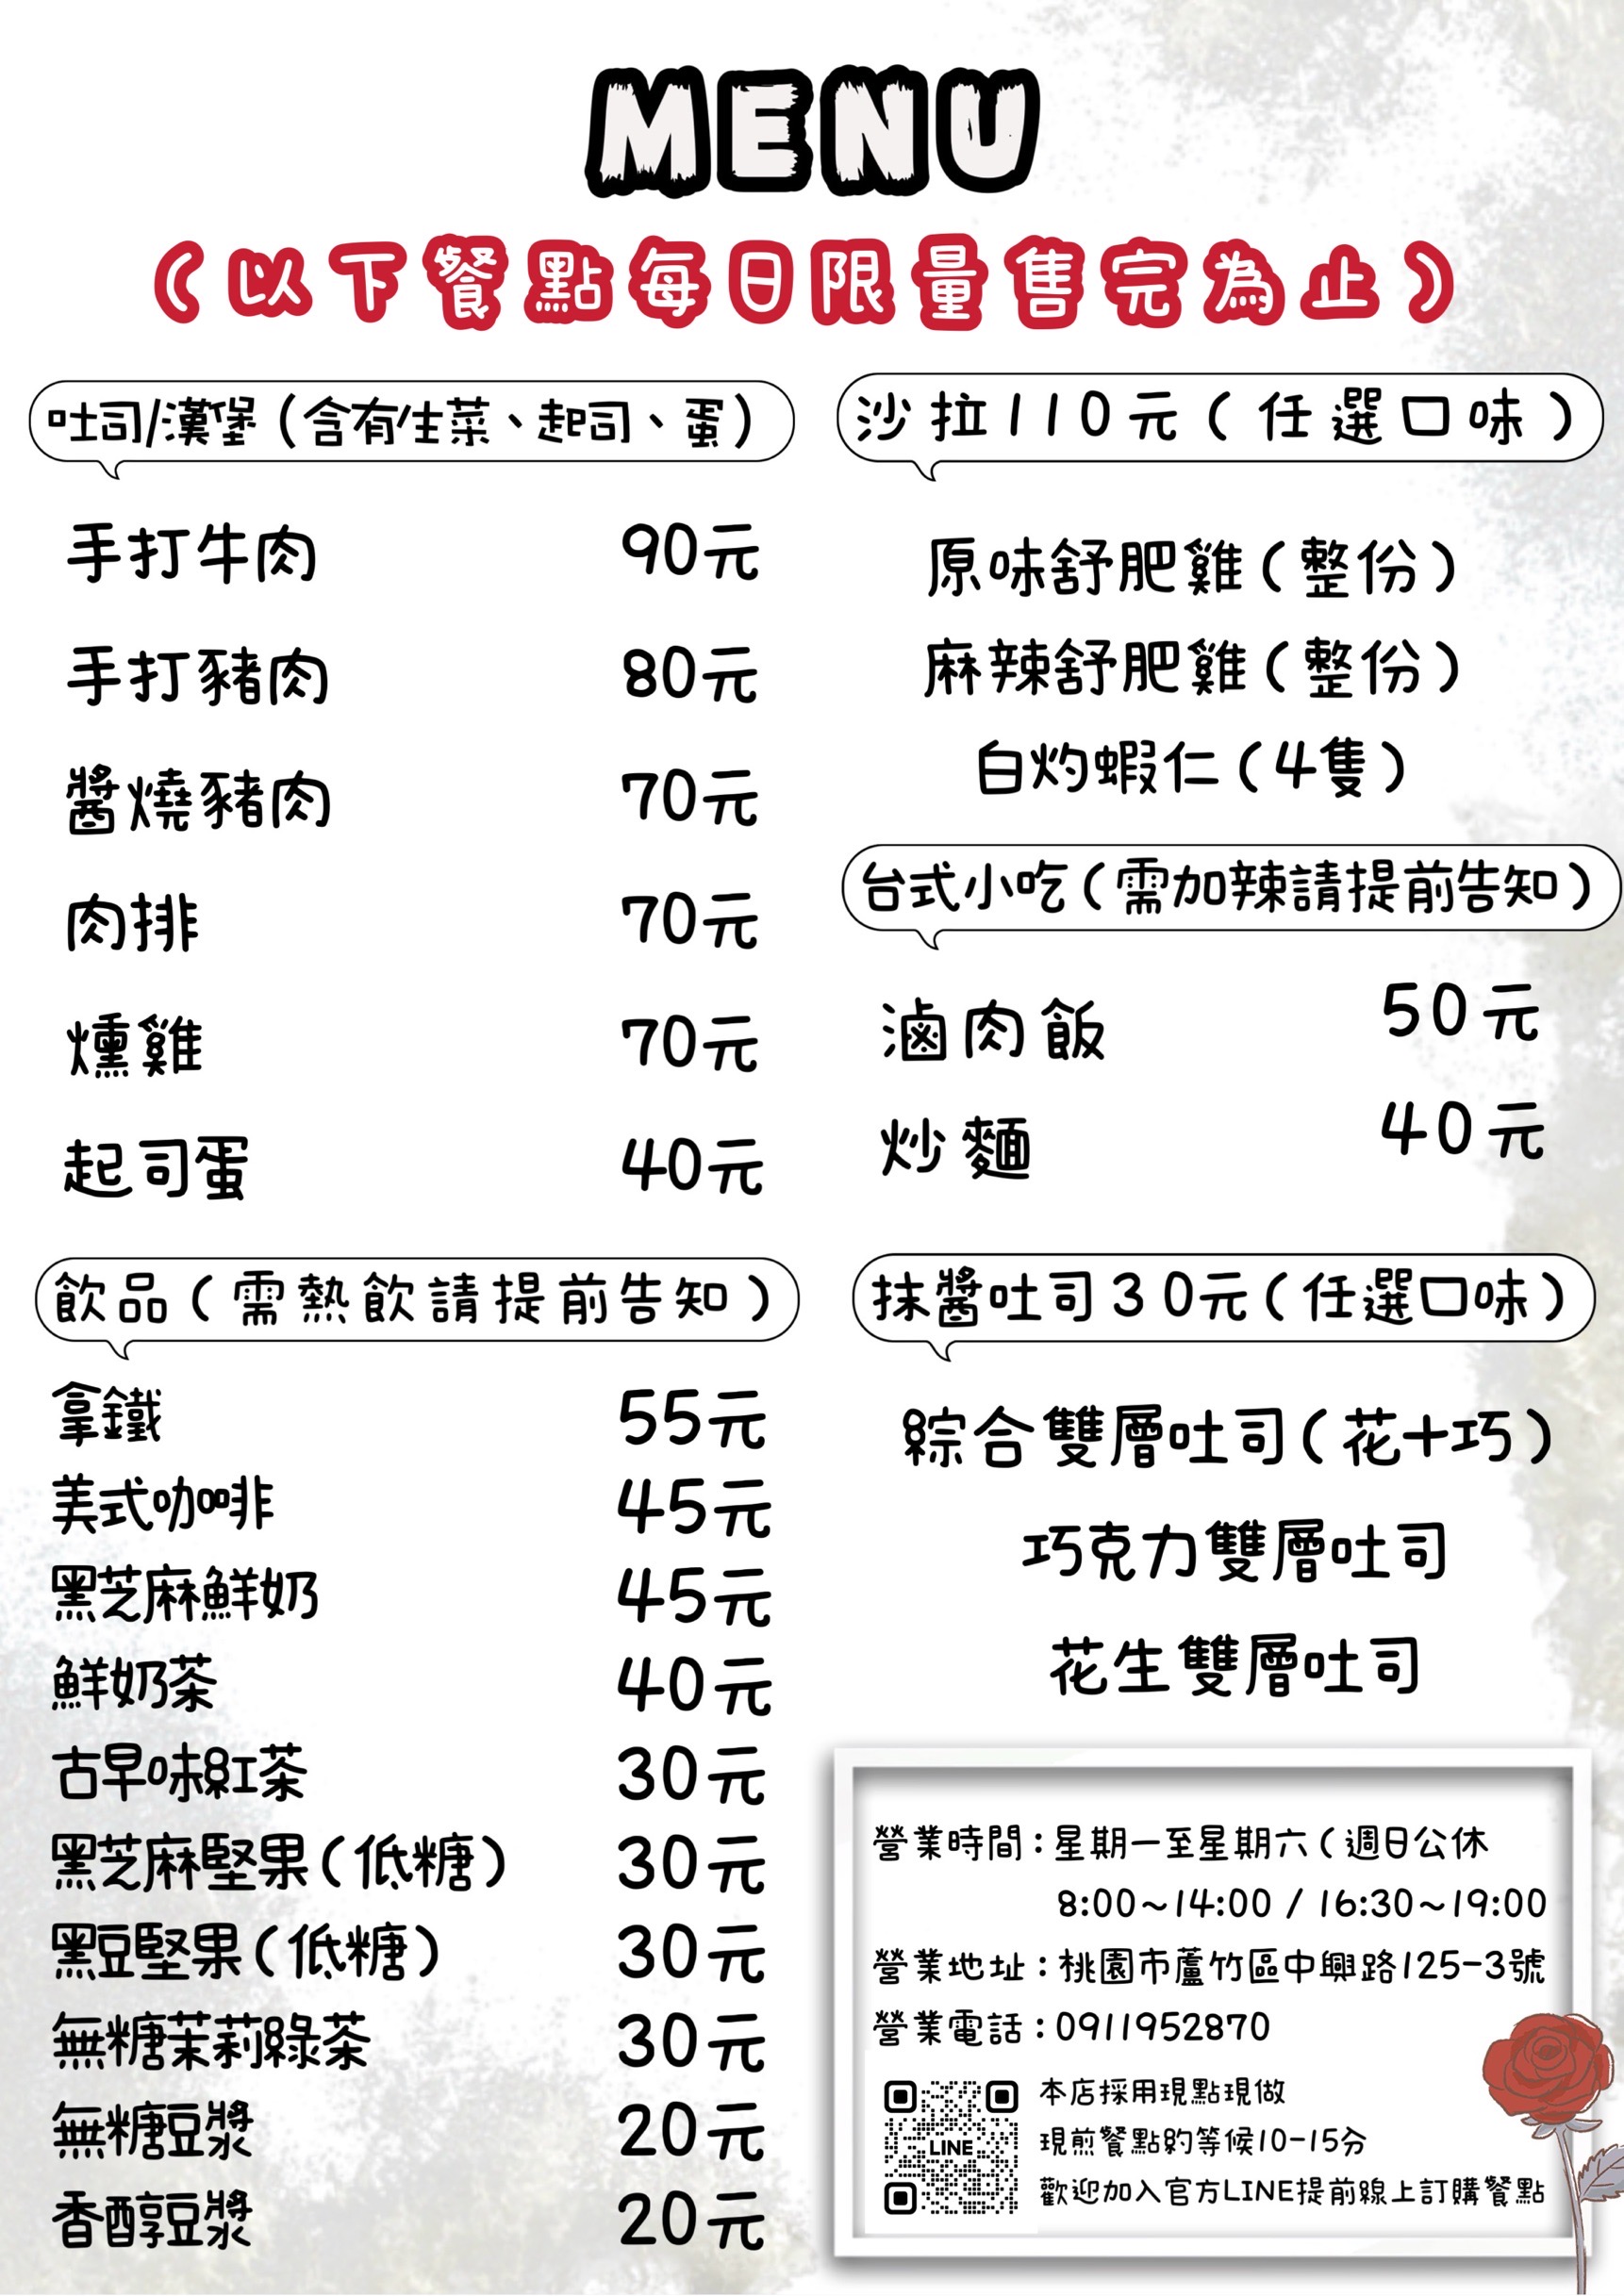 MENU
(以下餐點每日限量售完為止)
吐司/漢堡(含有生菜、起司、蛋)
手打牛肉 90元
手打豬肉 80元
醬燒豬肉 70元
肉排 70元
燻雞 70元
起司蛋 40元
飲品(需熱飲請提前告知)
拿鐵 55元
美式咖啡 45元
黑芝麻鮮奶 45元
鮮奶茶 40元
古早味紅茶 30元
黑芝麻堅果(低糖) 30元
黑豆堅果(低糖) 30元
無糖茉莉綠茶 30元
無糖豆漿 20元
香醇豆漿 20元
沙拉110元(任選口味)
原味舒肥雞(整份)
麻辣舒肥雞(整份)
白灼蝦仁(4隻)
台式小吃(需加辣請提前告知)
滷肉飯 50元
炒麵 40元
抹醬吐司30元(任選口味)
綜合雙層吐司(花+巧)
巧克力雙層吐司
花生雙層吐司
營業時間:星期一至星期六(週日公休
8:00~14:00 / 16:30~19:00
營業地址:桃園市蘆竹區中興路125-3號
營業電話:0911952870
LINE
本店採用現點現做
現煎餐點約等候10-15分
歡迎加入官方LINE提前線上訂購餐點